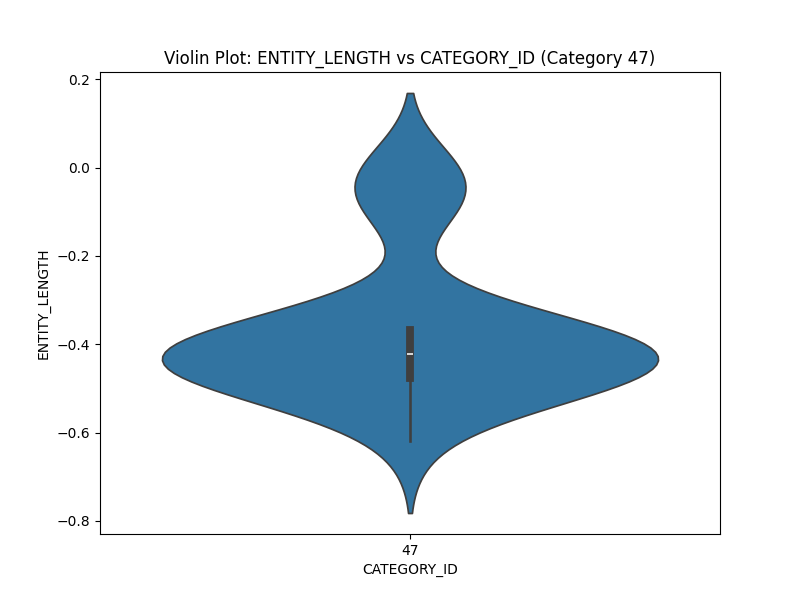 Violin Plot: ENTITY_LENGTH vs CATEGORY_ID (Category 47)
0.2
0.0
−0.2
−0.4
−0.6
−0.8
ENTITY_LENGTH
47
CATEGORY_ID